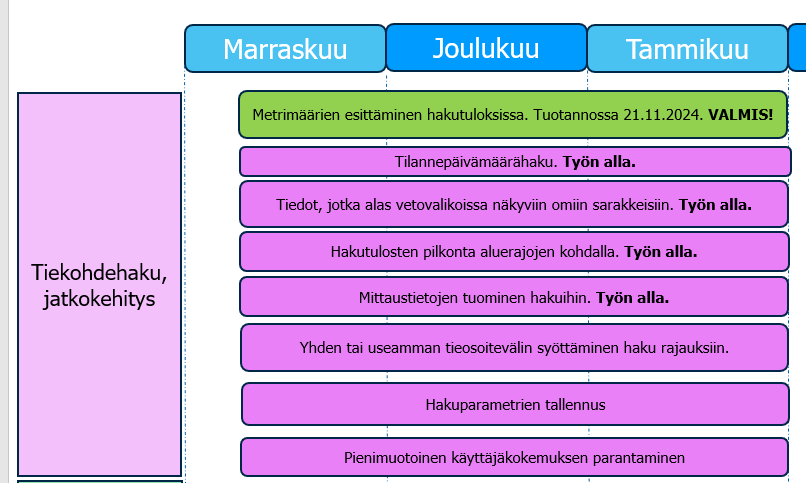 Marraskuu
Joulukuu
Tammikuu
Tiekohdehaku,
jatkokehitys
Metrimäärien esittäminen hakutuloksissa. Tuotannossa 21.11.2024. VALMIS!
Tilannepäivämäärähaku. Työn alla.
Tiedot, jotka alas vetovalikoissa näkyviin omiin sarakkeisiin. Työn alla.
Hakutulosten pilkonta aluerajojen kohdalla. Työn alla.
Mittaustietojen tuominen hakuihin. Työn alla.
Yhden tai useamman tieosoitevälin syöttäminen haku rajauksiin.
Hakuparametrien tallennus
Pienimuotoinen käyttäjäkokemuksen parantaminen